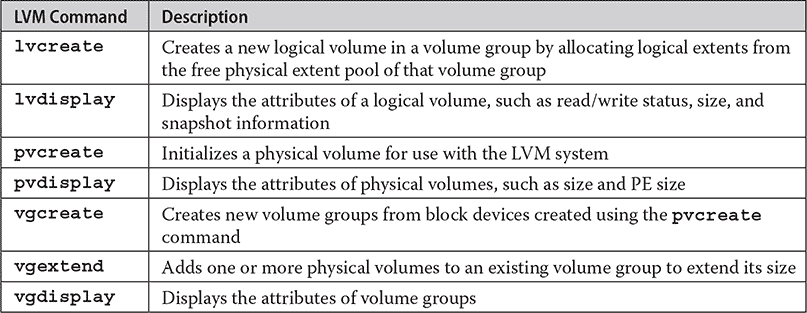 LVM Command Description
lvcreate Creates a new logical volume in a volume group by allocating logical extents from
the free physical extent pool of that volume group
lvdisplay Displays the attributes of a logical volume, such as read/write status, size, and
snapshot information
pvcreate Initializes a physical volume for use with the LVM system
pvdisplay Displays the attributes of physical volumes, such as size and PE size
vgcreate Creates new volume groups from block devices created using the pvcreate
command
vgextend Adds one or more physical volumes to an existing volume group to extend its size
vgdisplay Displays the attributes of volume groups